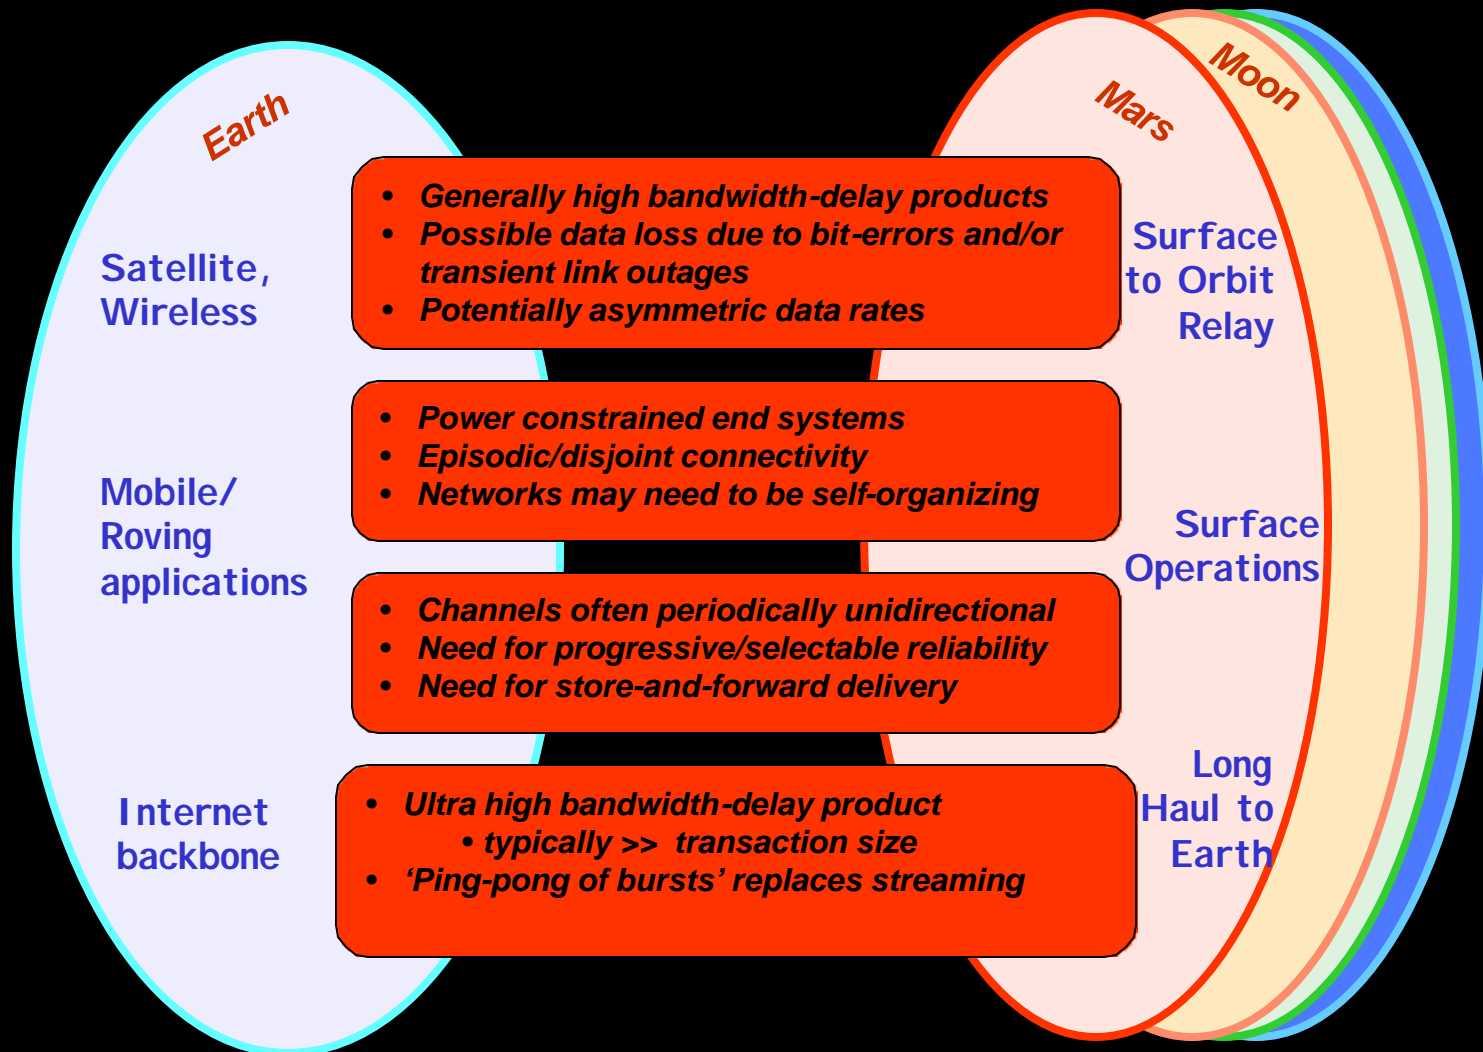 Earth
Mars
Moon
Satellite,
Wireless
• Generally high bandwidth-delay products
• Possible data loss due to bit-errors and/or
transient link outages
• Potentially asymmetric data rates
Surface
to Orbit
Relay
Mobile/
Roving
applications
• Power constrained end systems
• Episodic/disjoint connectivity
• Networks may need to be self-organizing
• Channels often periodically unidirectional
• Need for progressive/selectable reliability
• Need for store-and-forward delivery
Surface
Operations
Internet
backbone
• Ultra high bandwidth-delay product
• typically >> transaction size
• ‘Ping-pong of bursts’ replaces streaming
Long
Haul to
Earth